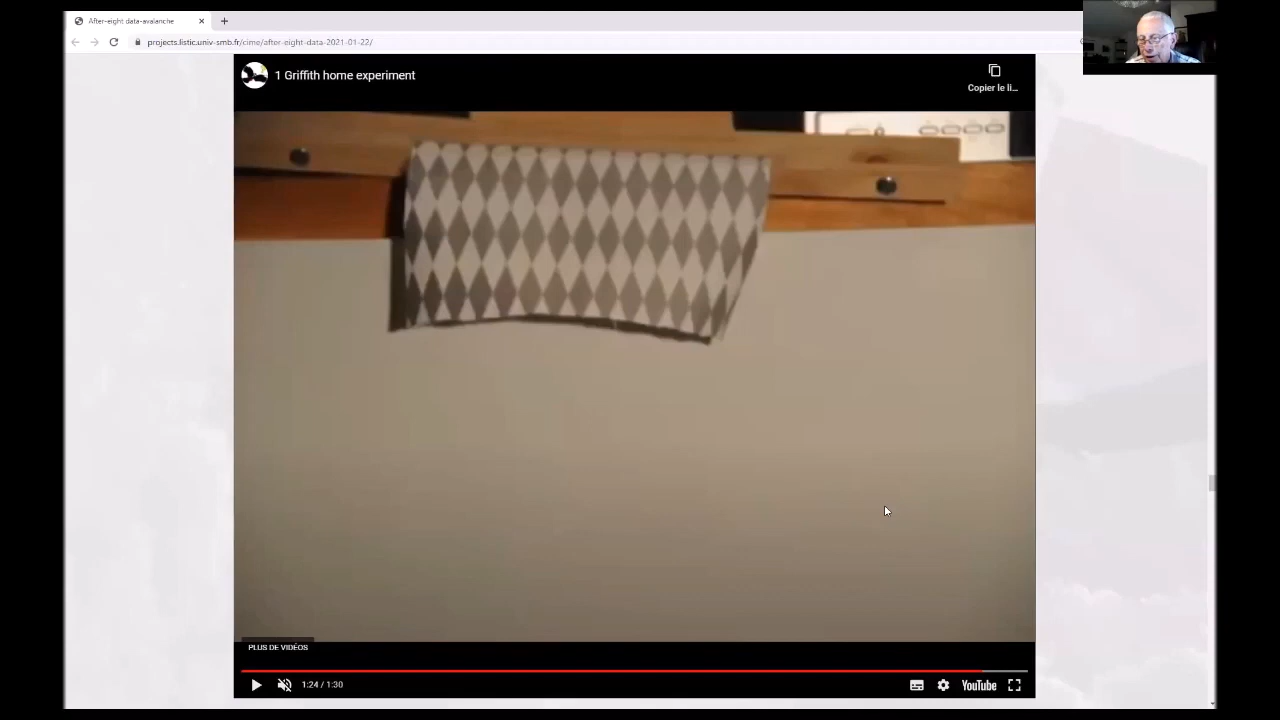 After-eight data-avalanche
projects.listic.univ-smb.fr/cime/after-eight-data-2021-01-22/
1 Griffith home experiment
Copier le li...
PLUS DE VIDÉOS
1:24 / 1:30
YouTube